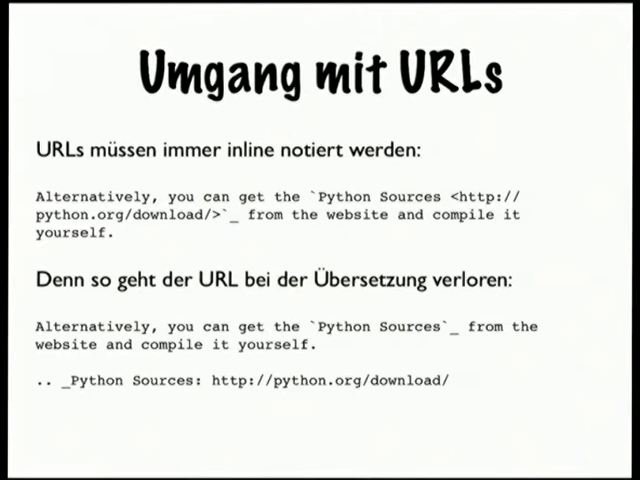 Umgang mit URLs
URLs müssen immer inline notiert werden:
Alternatively, you can get the `Python Sources <http://
python.org/download/>`_ from the website and compile it
yourself.
Denn so geht der URL bei der Übersetzung verloren:
Alternatively, you can get the `Python Sources`_ from the
website and compile it yourself.
.. _Python Sources: http://python.org/download/